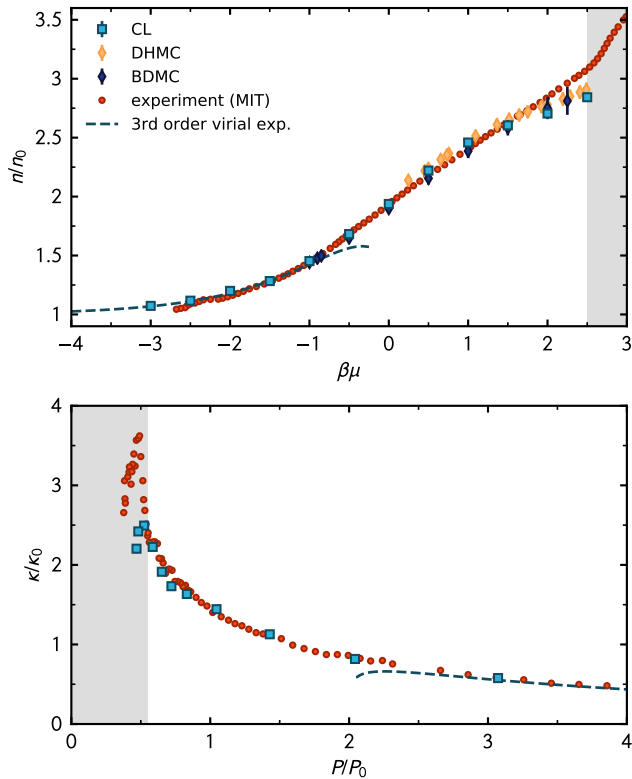 3.5
3
2.5
2
1.5
1
n/n₀
CL
DHMC
BDMC
experiment (MIT)
3rd order virial exp.
−4 −3 −2 −1 0 1 2 3
βμ
4
3
2
1
0
κ/κ₀
0 1 2 3 4
P/P₀